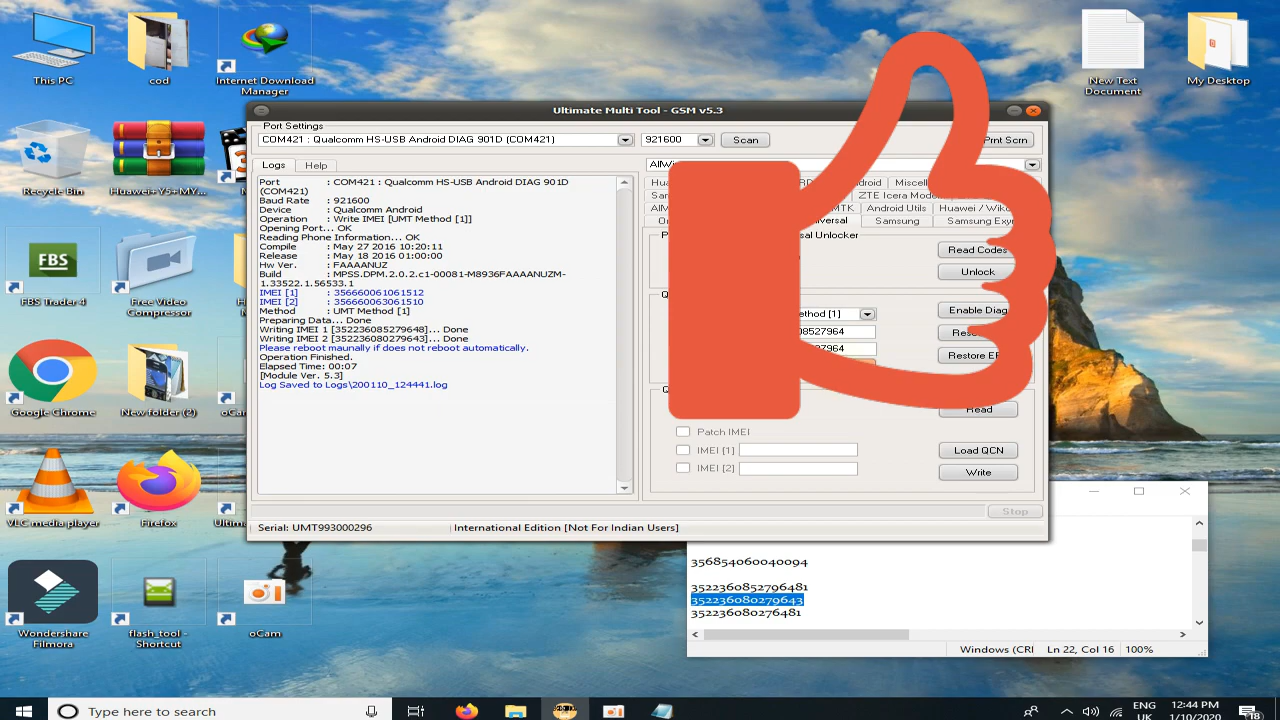 This PC
cod
Internet Download
Manager
New Text
Document
My Desktop
Recycle Bin
Huawei+ Y5+MY...
FBS
FBS Trader 4
Free Video
Compressor
Google Chrome
New folder (2)
VLC media player
Firefox
Wondershare
Filmora
flash_tool -
Shortcut
oCam
Ultimate Multi Tool - GSM v5.3
Port Settings
COM421 : Qualcomm HS-USB Android DIAG 901D (COM421)
921600
Scan
Prnt Scrn
Logs
Help
Port : COM421 : Qualcomm HS-USB Android DIAG 901D
(COM421)
Baud Rate : 921600
Device : Qualcomm Android
Operation : Write IMEI [UMT Method [1]]
Opening Port... OK
Reading Phone Information... OK
Compile : May 27 2016 10:20:11
Release : May 18 2016 01:00:00
Hw Ver. : FAAAANUZ
Build : MPSS.DPM.2.0.2.c1-00081-M8936FAAAANUZM-
1.33522.1.56533.1
IMEI [1] : 356660061061512
IMEI [2] : 356660063061510
Method : UMT Method [1]
Preparing Data... Done
Writing IMEI 1 [352236085279648]... Done
Writing IMEI 2 [352236080279643]... Done
Please reboot maunally if does not reboot automatically.
Operation Finished.
Elapsed Time: 00:07
[Module Ver. 5.3]
Log Saved to Logs\200110_124441.log
ZTE Icera
MTK
Android Utils
Huawei /
Samsung
Samsung
Unlocker
Read Codes
Unlock
[1]
Enable Diag
08527964
Restore
Read
Patch IMEI
IMEI [1]
IMEI [2]
Load QCN
Write
Stop
Serial: UMT993000296
International Edition [Not For Indian Users]
356854060040094
3522360852796481
352236080279643
352236080276481
Windows (CRI
Ln 22, Col 16
100%
Type here to search
ENG
UK
12:44 PM
1/10/2020
18